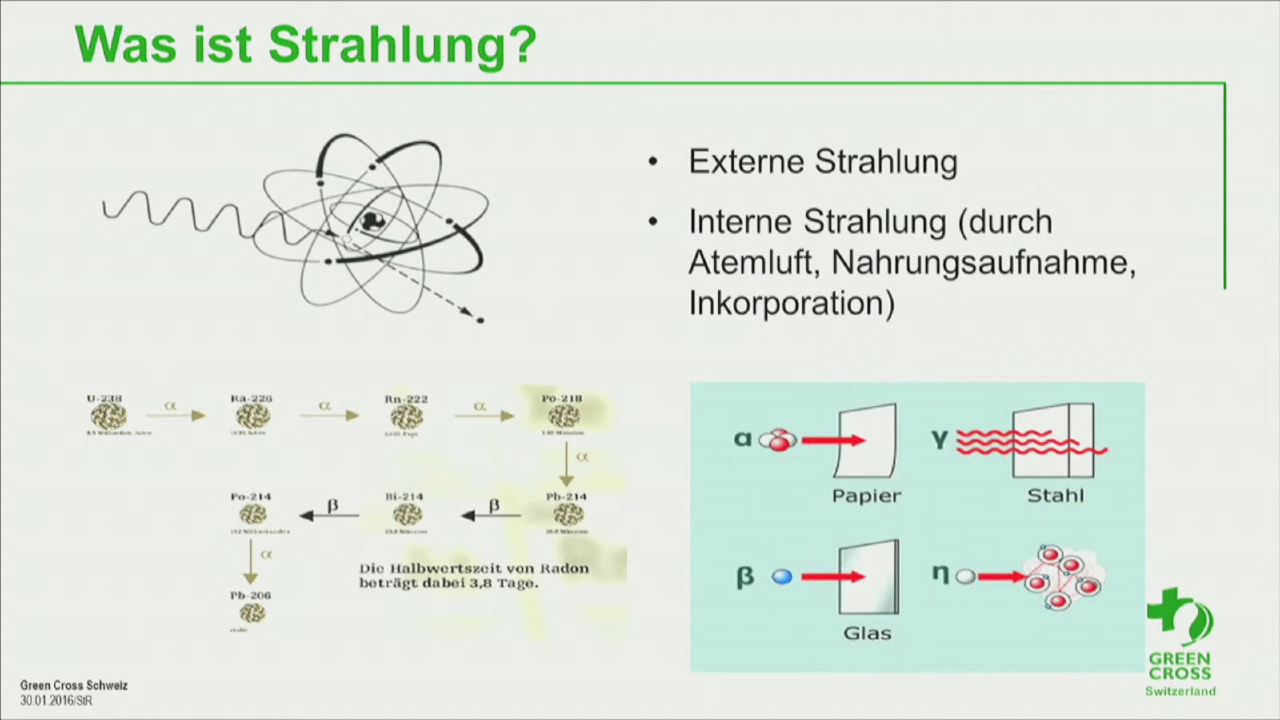 Was ist Strahlung?
• Externe Strahlung
• Interne Strahlung (durch
Atemluft, Nahrungsaufnahme,
Inkorporation)
U-238
α
Ra-226
α
Rn-222
α
Po-218
α
Po-214
β
Bi-214
β
Pb-214
α
Die Halbwertszeit von Radon
beträgt dabei 3,8 Tage.
Pb-206
α
Papier
γ
Stahl
β
Glas
η
GREEN
CROSS
Switzerland
Green Cross Schweiz
30.01.2016/StR